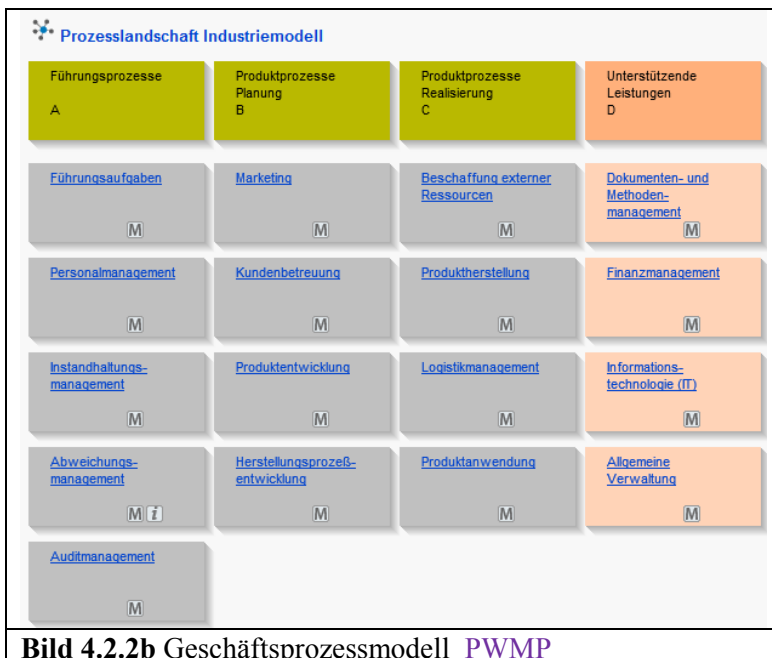 Prozesslandschaft Industriemodell
Führungsprozesse
A
Produktprozesse
Planung
B
Produktprozesse
Realisierung
C
Unterstützende
Leistungen
D
Führungsaufgaben
M
Marketing
M
Beschaffung externer
Ressourcen
M
Dokumenten- und
Methoden-
management
M
Personalmanagement
M
Kundenbetreuung
M
Produktherstellung
M
Finanzmanagement
M
Instandhaltungs-
management
M
Produktentwicklung
M
Logistikmanagement
M
Informations-
technologie (IT)
M
Abweichungs-
management
M i
Herstellungsprozeß-
entwicklung
M
Produktanwendung
M
Allgemeine
Verwaltung
M
Auditmanagement
M
Bild 4.2.2b Geschäftsprozessmodell PWMP